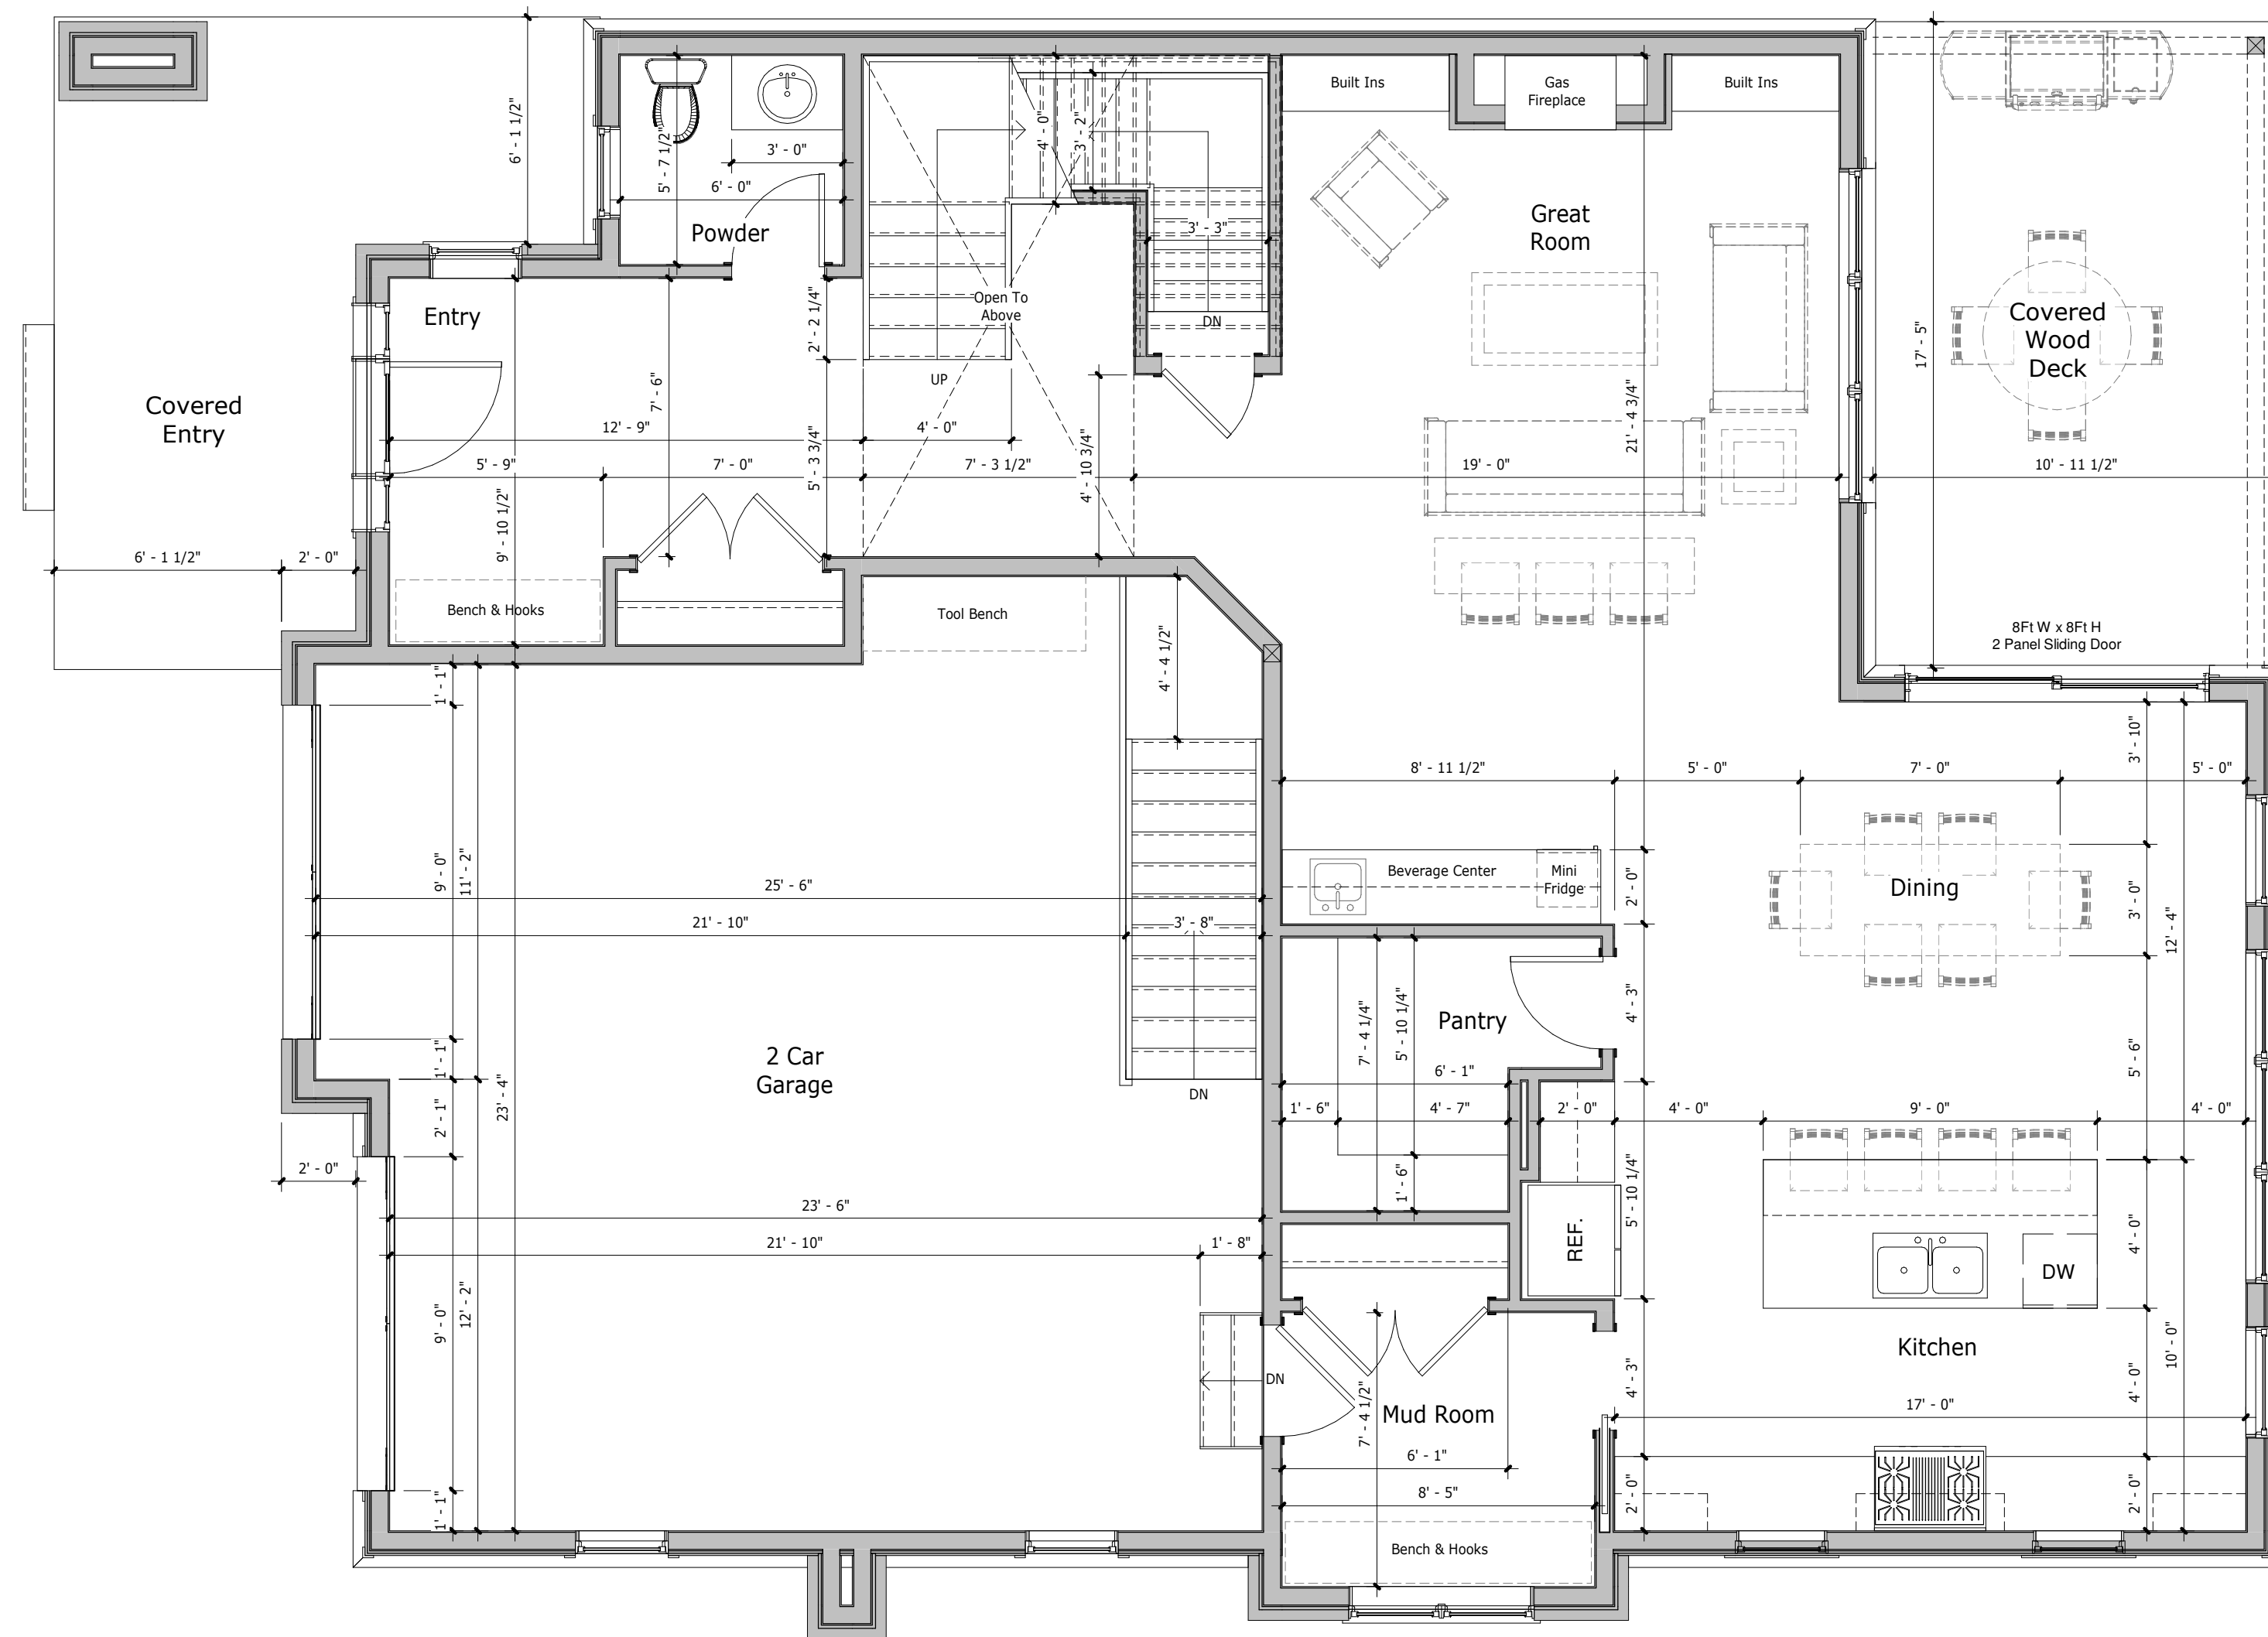 Built Ins
Gas
Fireplace
Built Ins
6' - 1 1/2"
5' - 7 1/2"
3' - 0"
6' - 0"
Powder
4' - 0"
3' - 2"
3' - 3"
Great
Room
Entry
Open To
Above
DN
UP
2' - 2 1/4"
7' - 6"
Covered
Entry
Covered
Wood
Deck
17' - 5"
21' - 4 3/4"
12' - 9"
4' - 0"
5' - 9"
7' - 0"
5' - 3 3/4"
7' - 3 1/2"
4' - 10 3/4"
19' - 0"
10' - 11 1/2"
9' - 10 1/2"
6' - 1 1/2"
2' - 0"
Bench & Hooks
Tool Bench
8Ft W x 8Ft H
2 Panel Sliding Door
4' - 4 1/2"
1' - 1"
3' - 10"
8' - 11 1/2"
5' - 0"
7' - 0"
5' - 0"
9' - 0"
11' - 2"
25' - 6"
21' - 10"
3' - 8"
Beverage Center
Mini
Fridge
2' - 0"
Dining
3' - 0"
12' - 4"
4' - 3"
Pantry
7' - 4 1/4"
5' - 10 1/4"
5' - 6"
2 Car
Garage
1' - 1"
23' - 4"
2' - 1"
DN
6' - 1"
1' - 6"
4' - 7"
2' - 0"
4' - 0"
9' - 0"
4' - 0"
2' - 0"
1' - 6"
5' - 10 1/4"
23' - 6"
21' - 10"
1' - 8"
REF.
4' - 0"
DW
9' - 0"
12' - 2"
Kitchen
10' - 0"
DN
4' - 3"
4' - 0"
7' - 4 1/2"
Mud Room
17' - 0"
6' - 1"
8' - 5"
1' - 1"
2' - 0"
2' - 0"
Bench & Hooks